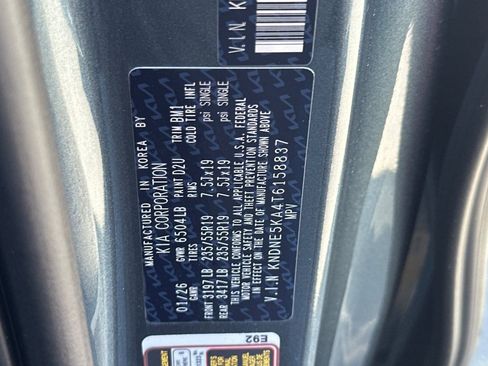 V.I.N K
MANUFACTURED IN KOREA BY
KIA CORPORATION
01/26 GVWR 6504LB PAINT D2U TRIM BM1
GAWR TIRES RIMS COLD TIRE INFL
FRONT 3197LB 235/55R19 7.5Jx19 psi SINGLE
REAR 3417LB 235/55R19 7.5Jx19 psi SINGLE
THIS VEHICLE CONFORMS TO ALL APPLICABLE U.S.A. FEDERAL
MOTOR VEHICLE SAFETY AND THEFT PREVENTION STANDARDS
IN EFFECT ON THE DATE OF MANUFACTURE SHOWN ABOVE
V.I.N KNDNE5KA4T6158837
MPV
E92